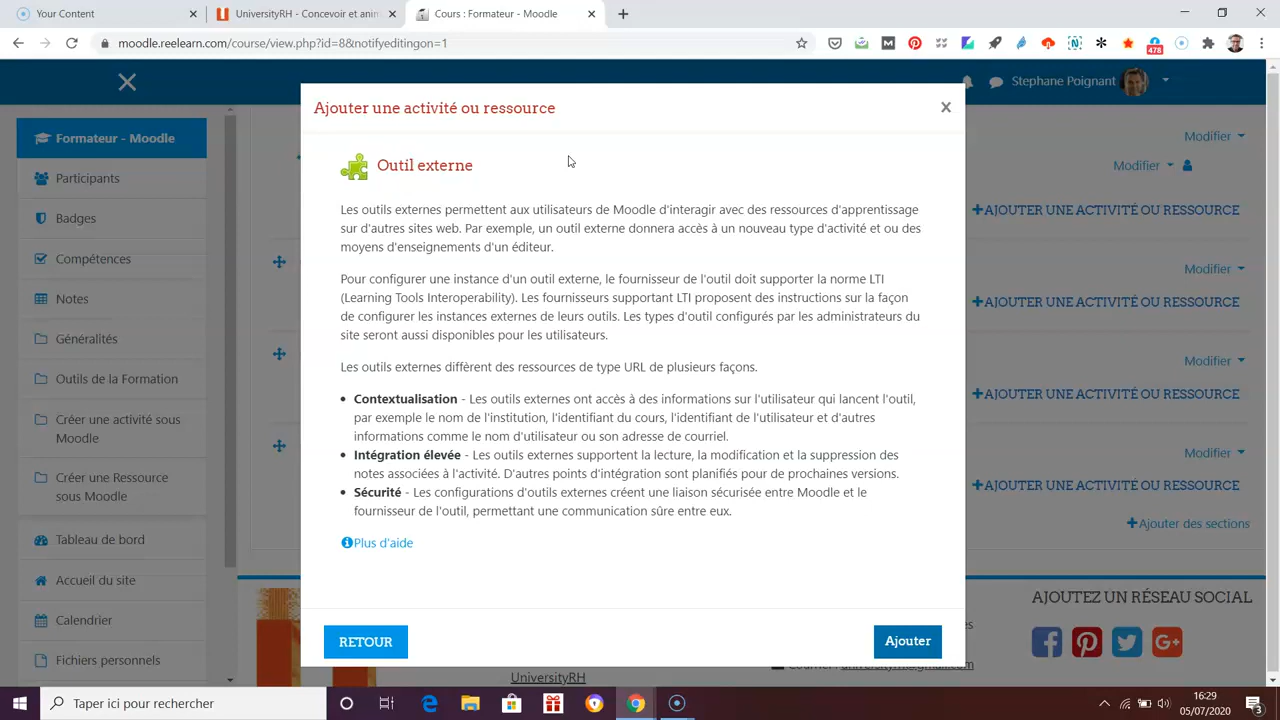 Your Content
UniversityRH - Concevoir et anim
Cours : Formateur - Moodle
moodle.reelearn.com/course/view.php?id=8&notifyeditingon=1
478
Stephane Poignant
Ajouter une activité ou ressource
Formateur - Moodle
Participants
Badges
Compétences
Notes
Généralités
Outils de la Formation
Créer une activité sous
Moodle
Créer une Ressource
sous Moodle
Tableau de bord
Accueil du site
Calendrier
Fichiers personnels
Outil externe
Les outils externes permettent aux utilisateurs de Moodle d'interagir avec des ressources d'apprentissage
sur d'autres sites web. Par exemple, un outil externe donnera accès à un nouveau type d'activité et ou des
moyens d'enseignements d'un éditeur.
Pour configurer une instance d'un outil externe, le fournisseur de l'outil doit supporter la norme LTI
(Learning Tools Interoperability). Les fournisseurs supportant LTI proposent des instructions sur la façon
de configurer les instances externes de leurs outils. Les types d'outil configurés par les administrateurs du
site seront aussi disponibles pour les utilisateurs.
Les outils externes diffèrent des ressources de type URL de plusieurs façons.
Contextualisation - Les outils externes ont accès à des informations sur l'utilisateur qui lancent l'outil,
par exemple le nom de l'institution, l'identifiant du cours, l'identifiant de l'utilisateur et d'autres
informations comme le nom d'utilisateur ou son adresse de courriel.
Intégration élevée - Les outils externes supportent la lecture, la modification et la suppression des
notes associées à l'activité. D'autres points d'intégration sont planifiés pour de prochaines versions.
Sécurité - Les configurations d'outils externes créent une liaison sécurisée entre Moodle et le
fournisseur de l'outil, permettant une communication sûre entre eux.
Plus d'aide
RETOUR
Ajouter
Modifier
Modifier
AJOUTER UNE ACTIVITÉ OU RESSOURCE
Modifier
AJOUTER UNE ACTIVITÉ OU RESSOURCE
Modifier
AJOUTER UNE ACTIVITÉ OU RESSOURCE
Modifier
AJOUTER UNE ACTIVITÉ OU RESSOURCE
Ajouter des sections
AJOUTEZ UN RÉSEAU SOCIAL
UniversityRH
Taper ici pour rechercher
16:29
05/07/2020
3